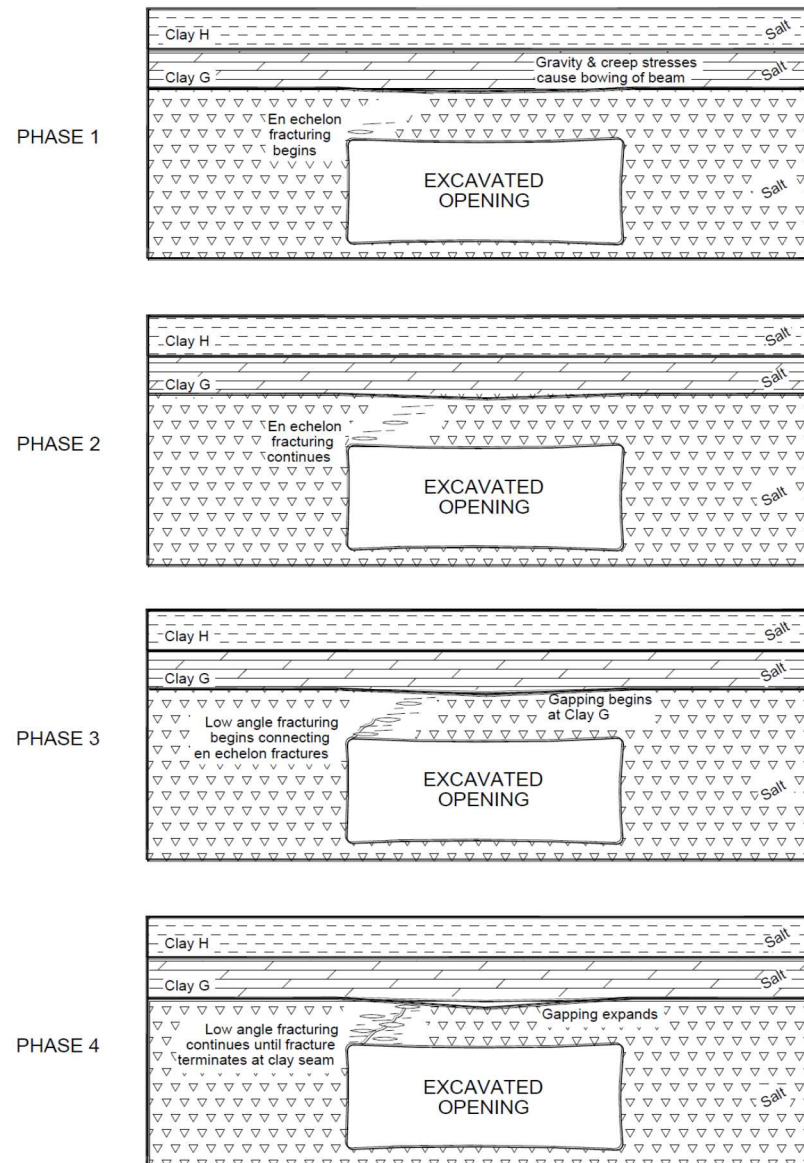 PHASE 1
Clay H
Salt
Clay G
Gravity & creep stresses
cause bowing of beam
Salt
En echelon
fracturing
begins
EXCAVATED
OPENING
Salt
PHASE 2
Clay H
Salt
Clay G
Salt
En echelon
fracturing
continues
EXCAVATED
OPENING
Salt
PHASE 3
Clay H
Salt
Clay G
Salt
Gapping begins
at Clay G
Low angle fracturing
begins connecting
en echelon fractures
EXCAVATED
OPENING
Salt
PHASE 4
Clay H
Salt
Clay G
Salt
Gapping expands
Low angle fracturing
continues until fracture
terminates at clay seam
EXCAVATED
OPENING
Salt